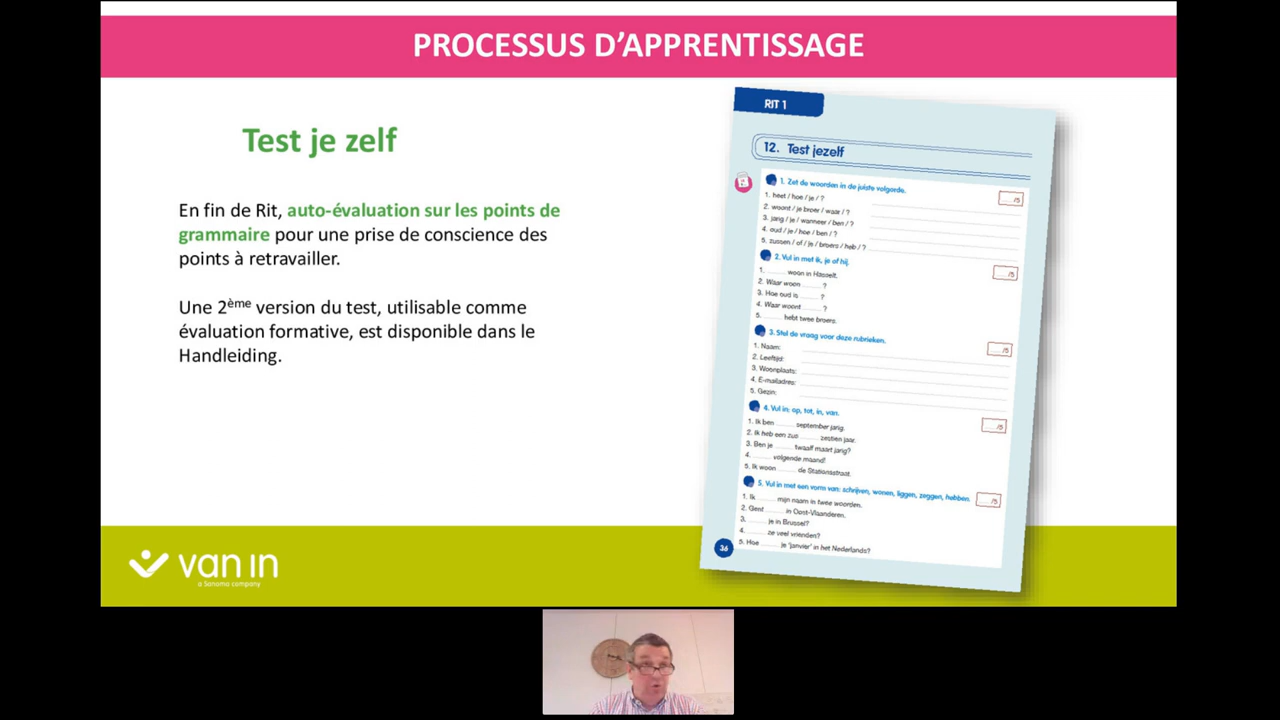 PROCESSUS D'APPRENTISSAGE
Test je zelf
En fin de Rit, auto-évaluation sur les points de
grammaire pour une prise de conscience des
points à retravailler.
Une 2ème version du test, utilisable comme
évaluation formative, est disponible dans le
Handleiding.
RIT 1
12. Test jezelf
1. Zet de woorden in de juiste volgorde.
...... /5
1. heet / hoe / je / ?
2. woont / je broer / waar / ?
3. jarig / je / wanneer / ben / ?
4. oud / je / hoe / ben / ?
5. zussen / of / je / broers / heb / ?
2. Vul in met ik, je of hij.
...... /5
1. ........ woon in Hasselt.
2. Waar woon ........ ?
3. Hoe oud is ........ ?
4. Waar woont ........ ?
5. ........ hebt twee broers.
3. Stel de vraag voor deze rubrieken.
...... /5
1. Naam:
2. Leeftijd:
3. Woonplaats:
4. E-mailadres:
5. Gezin:
4. Vul in: op, tot, in, van.
...... /5
1. Ik ben ........ september jarig.
2. Ik heb een zus ........ zestien jaar.
3. Ben je ........ twaalf maart jarig?
4. ........ volgende maand!
5. Ik woon ........ de Stationsstraat.
5. Vul in met een vorm van: schrijven, wonen, liggen, zeggen, hebben.
...... /5
1. Ik ........ mijn naam in twee woorden.
2. Gent ........ in Oost-Vlaanderen.
3. ........ je in Brussel?
4. ........ ze veel vrienden?
5. Hoe ........ je 'janvier' in het Nederlands?
36
van in
a Sanoma company